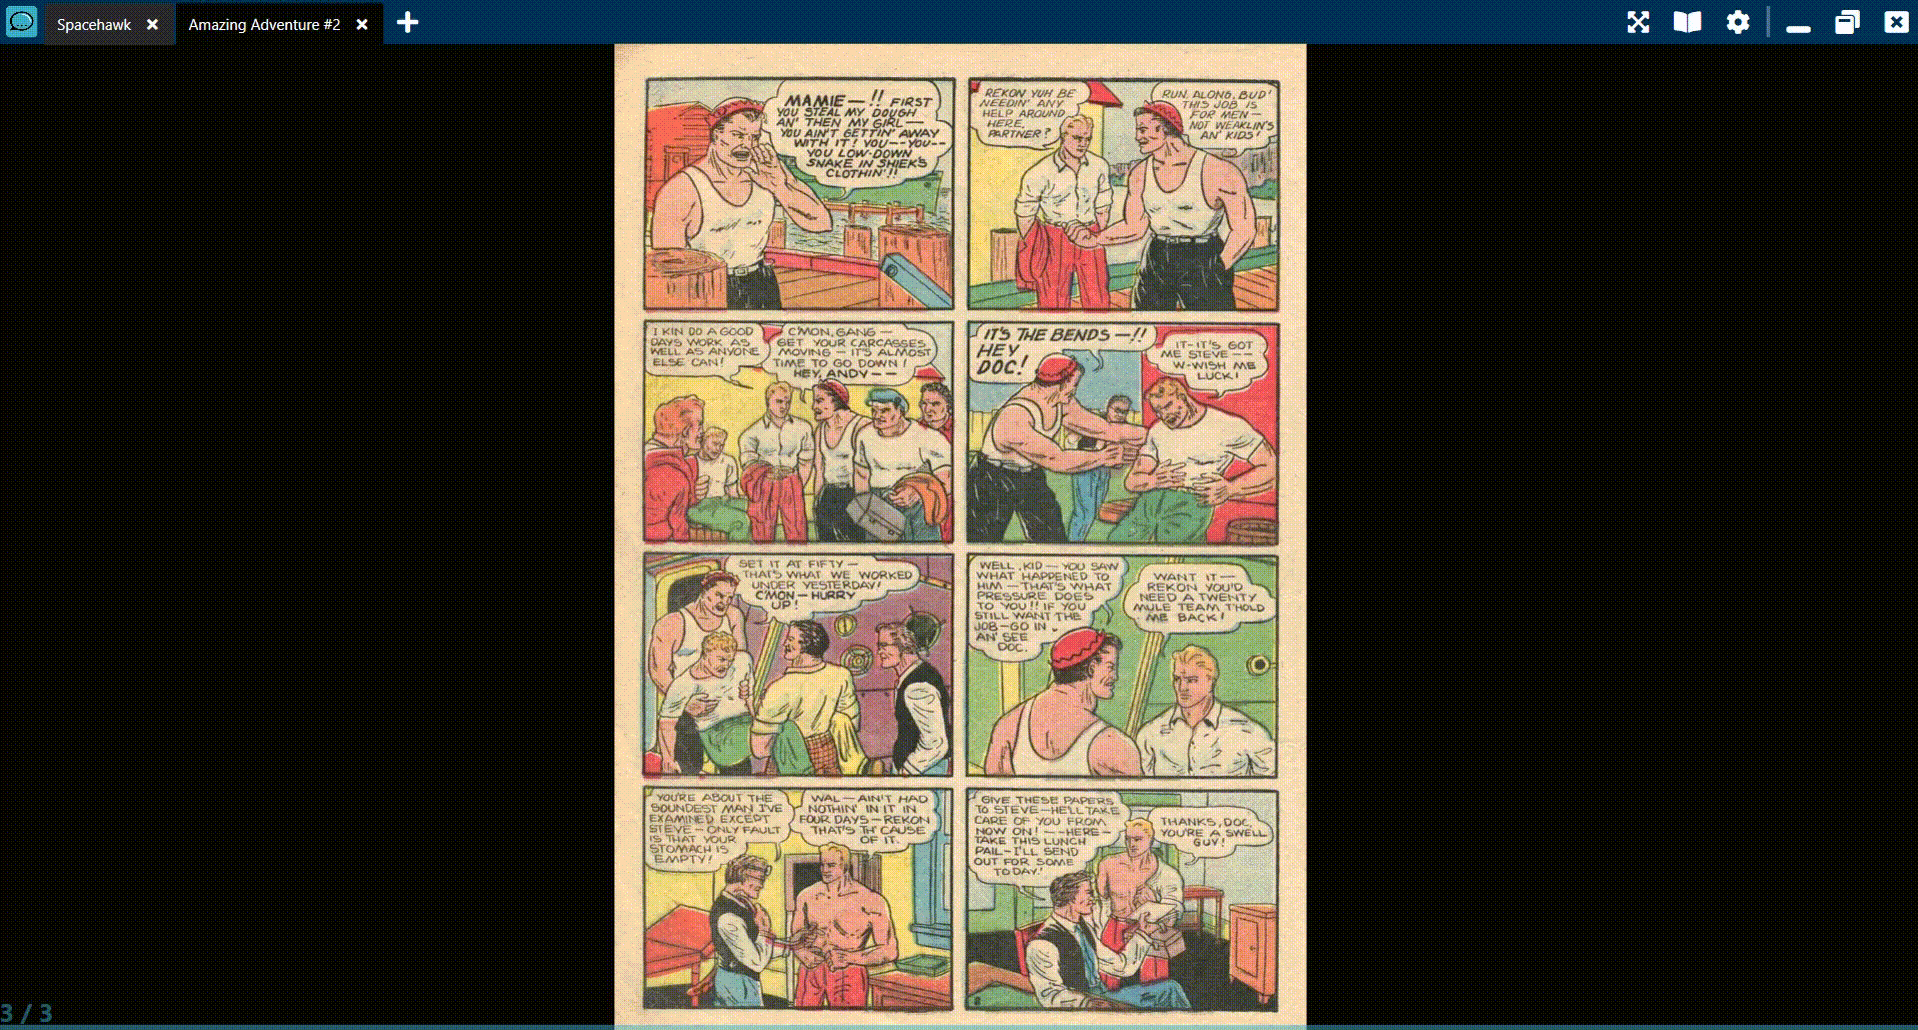 Spacehawk
Amazing Adventure #2
MAMIE—!! FIRST
YOU STEAL MY DOUGH
AN' THEN MY GIRL—
YOU AIN'T GETTIN' AWAY
WITH IT! YOU--YOU--
YOU LOW-DOWN
SNAKE IN SHIEK'S
CLOTHIN'!!
REKON YUH BE
NEEDIN' ANY
HELP AROUND
HERE,
PARTNER?
RUN ALONG, BUD!
THIS JOB IS
FOR MEN—
NOT WEAKLIN'S
AN' KIDS!
I KIN DO A GOOD
DAYS WORK AS
WELL AS ANYONE
ELSE CAN!
C'MON, GANG—
GET YOUR CARCASSES
MOVING—IT'S ALMOST
TIME TO GO DOWN!
HEY, ANDY——
IT'S THE BENDS—!!
HEY
DOC!
IT-IT'S GOT
ME STEVE——
W-WISH ME
LUCK!
SET IT AT FIFTY—
THAT'S WHAT WE WORKED
UNDER YESTERDAY!
C'MON—HURRY
UP!
WELL, KID—YOU SAW
WHAT HAPPENED TO
HIM—THAT'S WHAT
PRESSURE DOES
TO YOU!! IF YOU
STILL WANT THE
JOB—GO IN
AN' SEE
DOC.
WANT IT—
REKON YOU'D
NEED A TWENTY
MULE TEAM T'HOLD
ME BACK!
YOU'RE ABOUT THE
SOUNDEST MAN I'VE
EXAMINED EXCEPT
STEVE—ONLY FAULT
IS THAT YOUR
STOMACH IS
EMPTY!
WAL—AIN'T HAD
NOTHIN' IN IT IN
FOUR DAYS—REKON
THAT'S TH' CAUSE
OF IT.
GIVE THESE PAPERS
TO STEVE—HE'LL TAKE
CARE OF YOU FROM
NOW ON!——HERE—
TAKE THIS LUNCH
PAIL—I'LL SEND
OUT FOR SOME
TODAY!
THANKS, DOC,
YOU'RE A SWELL
GUY!
3 / 3